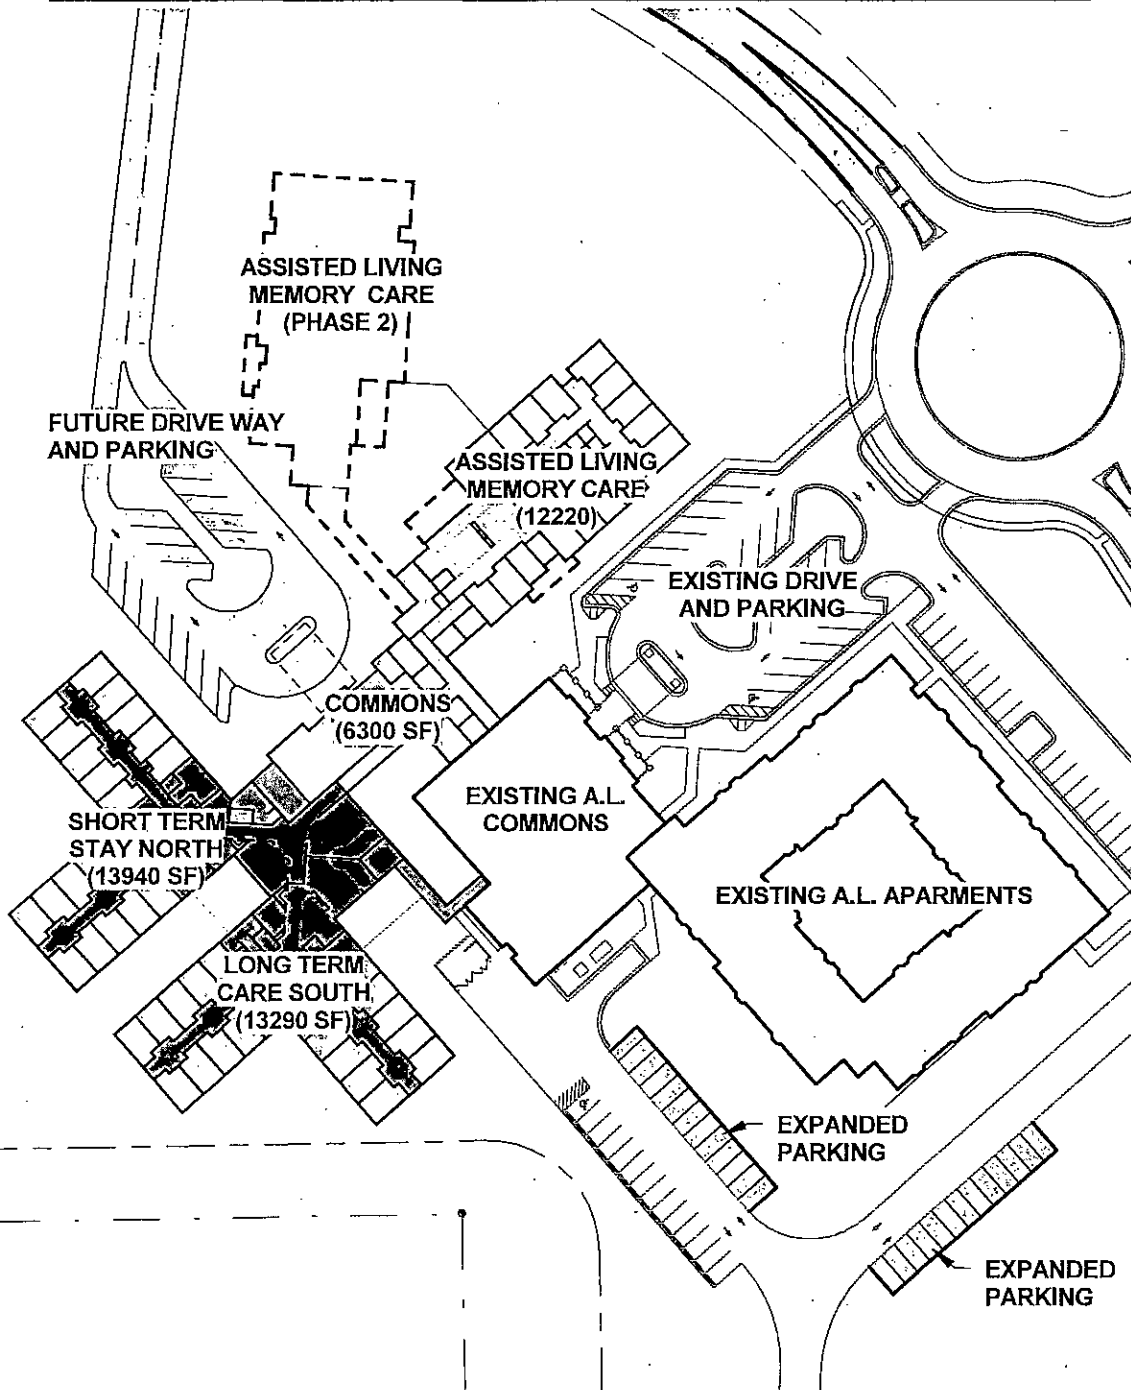 ASSISTED LIVING
MEMORY CARE
(PHASE 2)
FUTURE DRIVE WAY
AND PARKING
ASSISTED LIVING
MEMORY CARE
(12220)
EXISTING DRIVE
AND PARKING
COMMONS
(6300 SF)
EXISTING A.L.
COMMONS
SHORT TERM
STAY NORTH
(13940 SF)
EXISTING A.L. APARMENTS
LONG TERM
CARE SOUTH
(13290 SF)
EXPANDED
PARKING
EXPANDED
PARKING